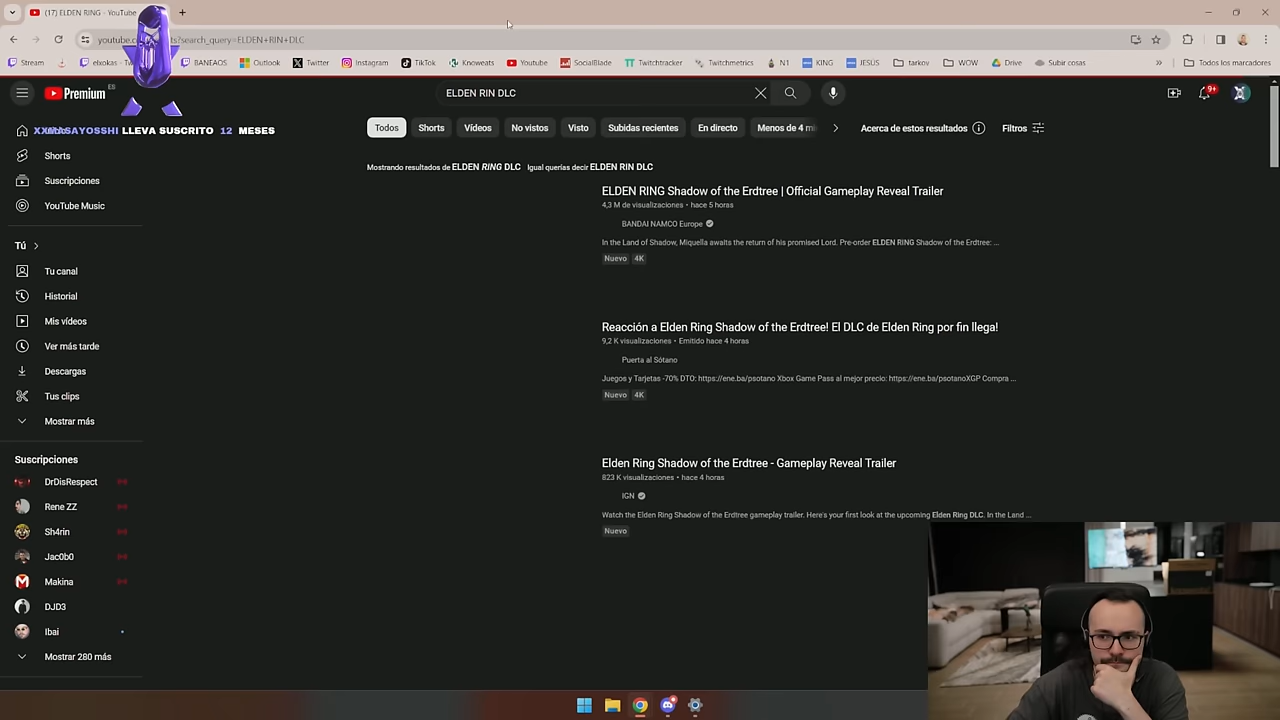 (17) ELDEN RING - YouTube
?search_query=ELDEN+RIN+DLC
Stream
BANEAOS
Outlook
Twitter
Instagram
TikTok
Knoweats
Youtube
SocialBlade
Twitchtracker
Twitchmetrics
N1
KING
JESUS
tarkov
WOW
Drive
Subir cosas
»
Todos los marcadores
Premium
ES
ELDEN RIN DLC
9+
XXMASAYOSSHI LLEVA SUSCRITO 12 MESES
Shorts
Suscripciones
YouTube Music
Tú
Tu canal
Historial
Mis vídeos
Ver más tarde
Descargas
Tus clips
Mostrar más
Suscripciones
DrDisRespect
Rene ZZ
Sh4rin
Jac0b0
Makina
DJD3
Ibai
Mostrar 280 más
Todos
Shorts
Vídeos
No vistos
Visto
Subidas recientes
En directo
Menos de 4 mi
Acerca de estos resultados
Filtros
Mostrando resultados de ELDEN RING DLC Igual querías decir ELDEN RIN DLC
ELDEN RING Shadow of the Erdtree | Official Gameplay Reveal Trailer
4,3 M de visualizaciones • hace 5 horas
BANDAI NAMCO Europe
In the Land of Shadow, Miquella awaits the return of his promised Lord. Pre-order ELDEN RING Shadow of the Erdtree: ...
Nuevo 4K
Reacción a Elden Ring Shadow of the Erdtree! El DLC de Elden Ring por fin llega!
9,2 K visualizaciones • Emitido hace 4 horas
Puerta al Sótano
Juegos y Tarjetas -70% DTO: https://ene.ba/psotano Xbox Game Pass al mejor precio: https://ene.ba/psotanoXGP Compra ...
Nuevo 4K
Elden Ring Shadow of the Erdtree - Gameplay Reveal Trailer
823 K visualizaciones • hace 4 horas
IGN
Watch the Elden Ring Shadow of the Erdtree gameplay trailer. Here's your first look at the upcoming Elden Ring DLC. In the Land ...
Nuevo